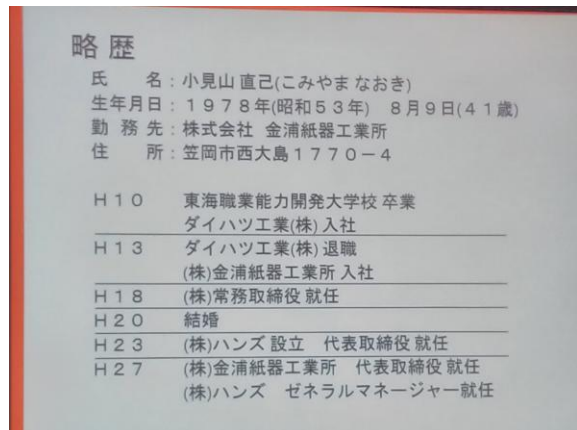 略歴
氏　　名：小見山 直己(こみやま なおき)
生年月日：１９７８年(昭和５３年)　８月９日(４１歳)
勤 務 先：株式会社 金浦紙器工業所
住　　所：笠岡市西大島１７７０－４
Ｈ１０　東海職業能力開発大学校 卒業
ダイハツ工業(株) 入社
Ｈ１３　ダイハツ工業(株) 退職
(株)金浦紙器工業所 入社
Ｈ１８　(株)常務取締役 就任
Ｈ２０　結婚
Ｈ２３　(株)ハンズ 設立　代表取締役 就任
Ｈ２７　(株)金浦紙器工業所　代表取締役 就任
(株)ハンズ　ゼネラルマネージャー就任